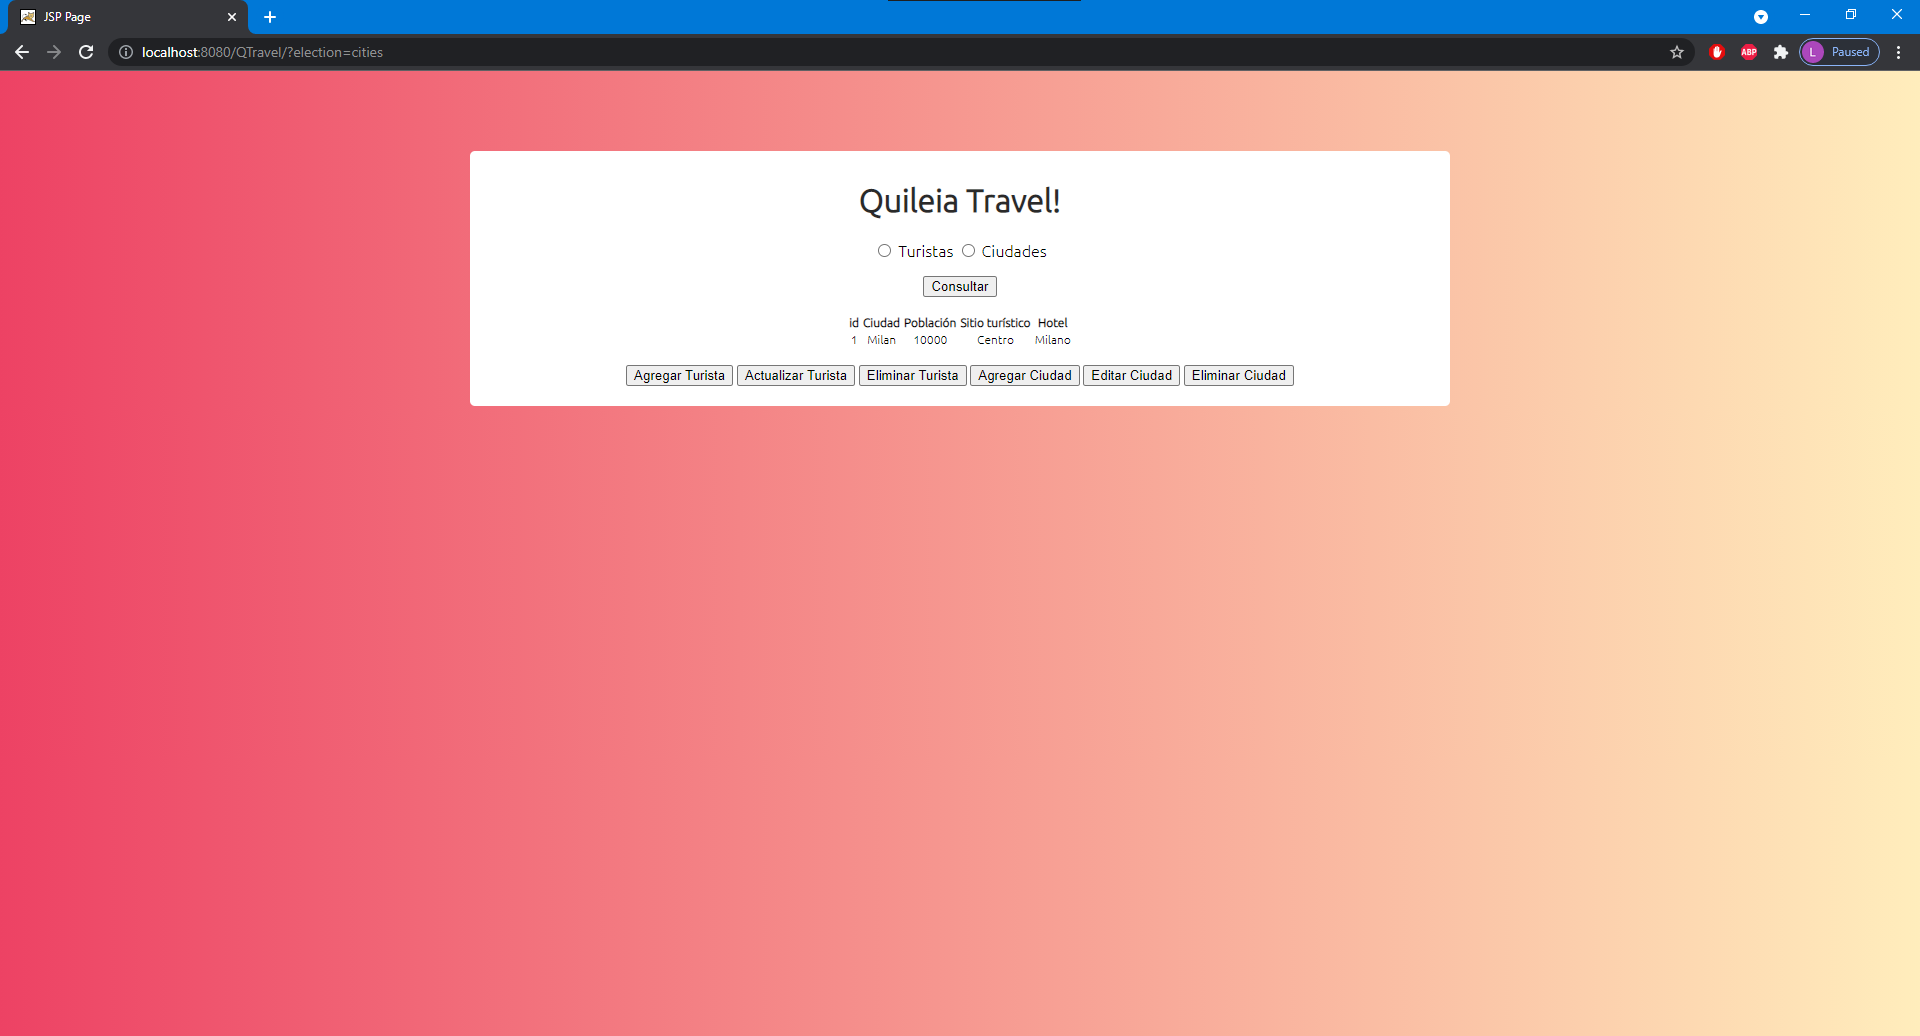 JSP Page
localhost:8080/QTravel/?election=cities
ABP
L Paused
Quileia Travel!
Turistas Ciudades
Consultar
id Ciudad Población Sitio turístico Hotel
1 Milan 10000 Centro Milano
Agregar Turista Actualizar Turista Eliminar Turista Agregar Ciudad Editar Ciudad Eliminar Ciudad